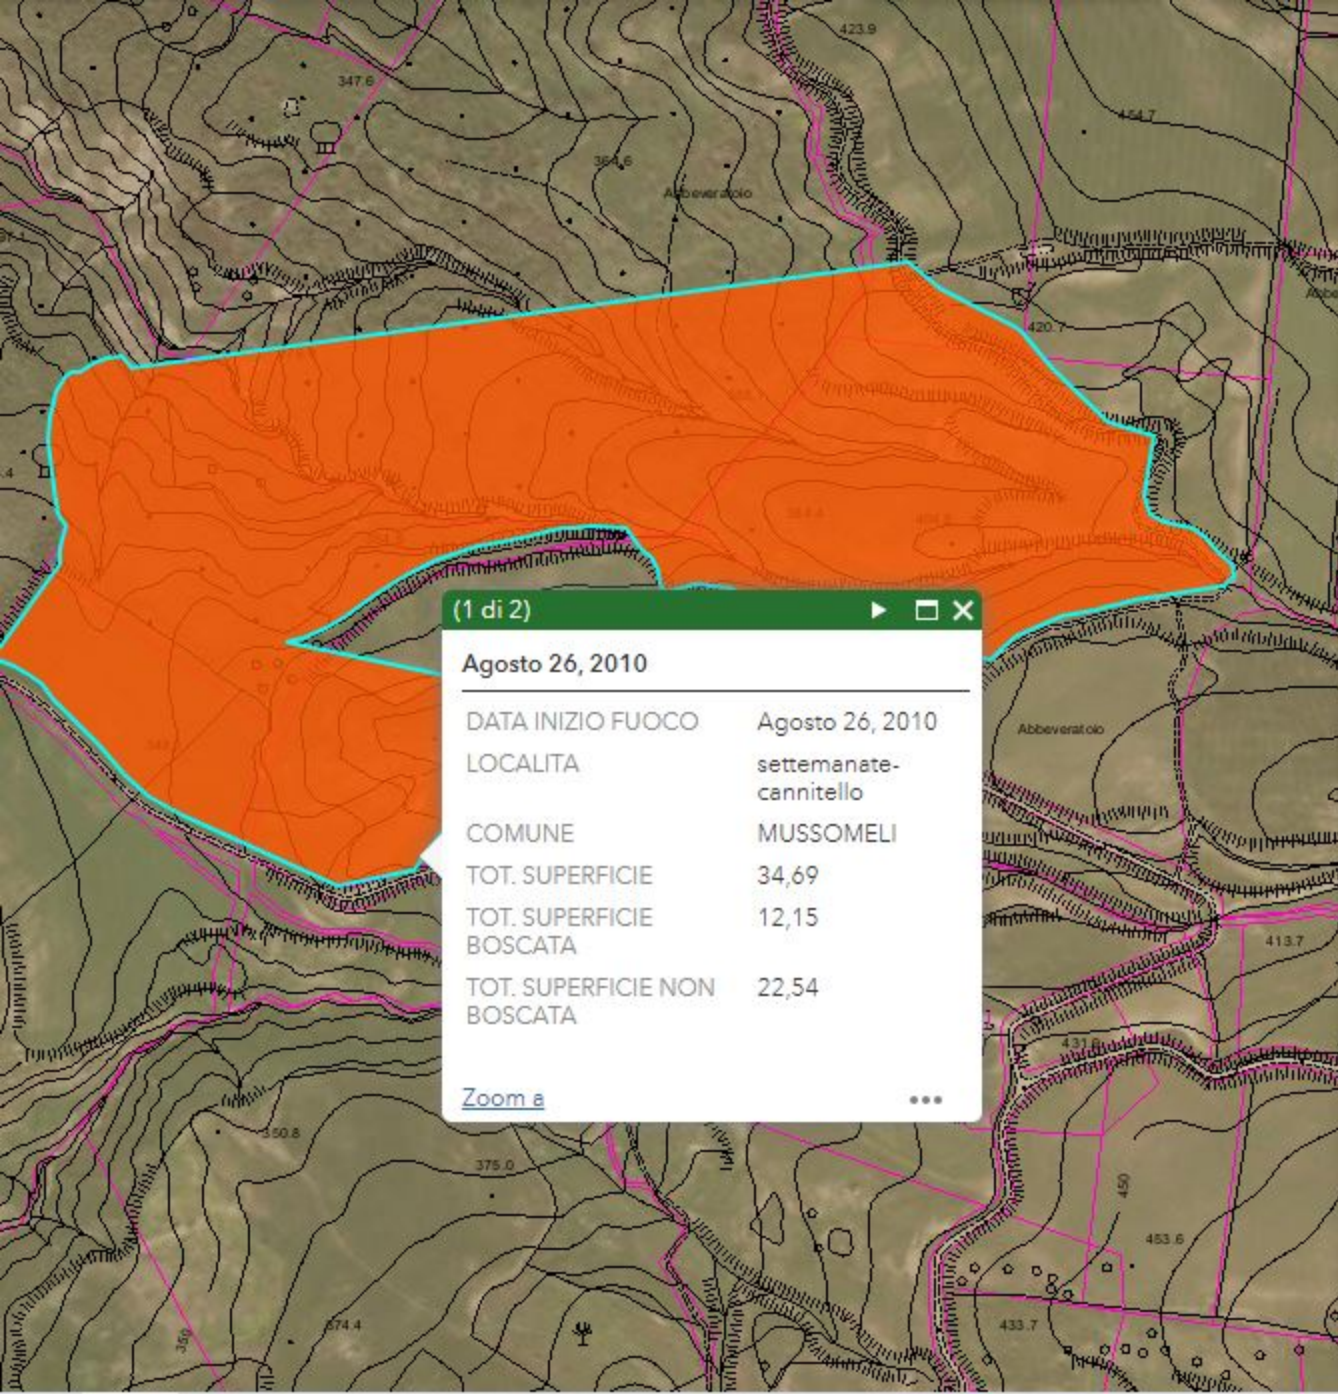 423.9
347.6
454.7
364.6
Abbeveratoio
420.7
(1 di 2)
Agosto 26, 2010
DATA INIZIO FUOCO Agosto 26, 2010
LOCALITA settemanate-
cannitello
Abbeveratoio
COMUNE MUSSOMELI
TOT. SUPERFICIE 34,69
TOT. SUPERFICIE 12,15
BOSCATA
413.7
TOT. SUPERFICIE NON 22,54
BOSCATA
Zoom a
350.8
375.0
450
453.6
433.7
374.4
350